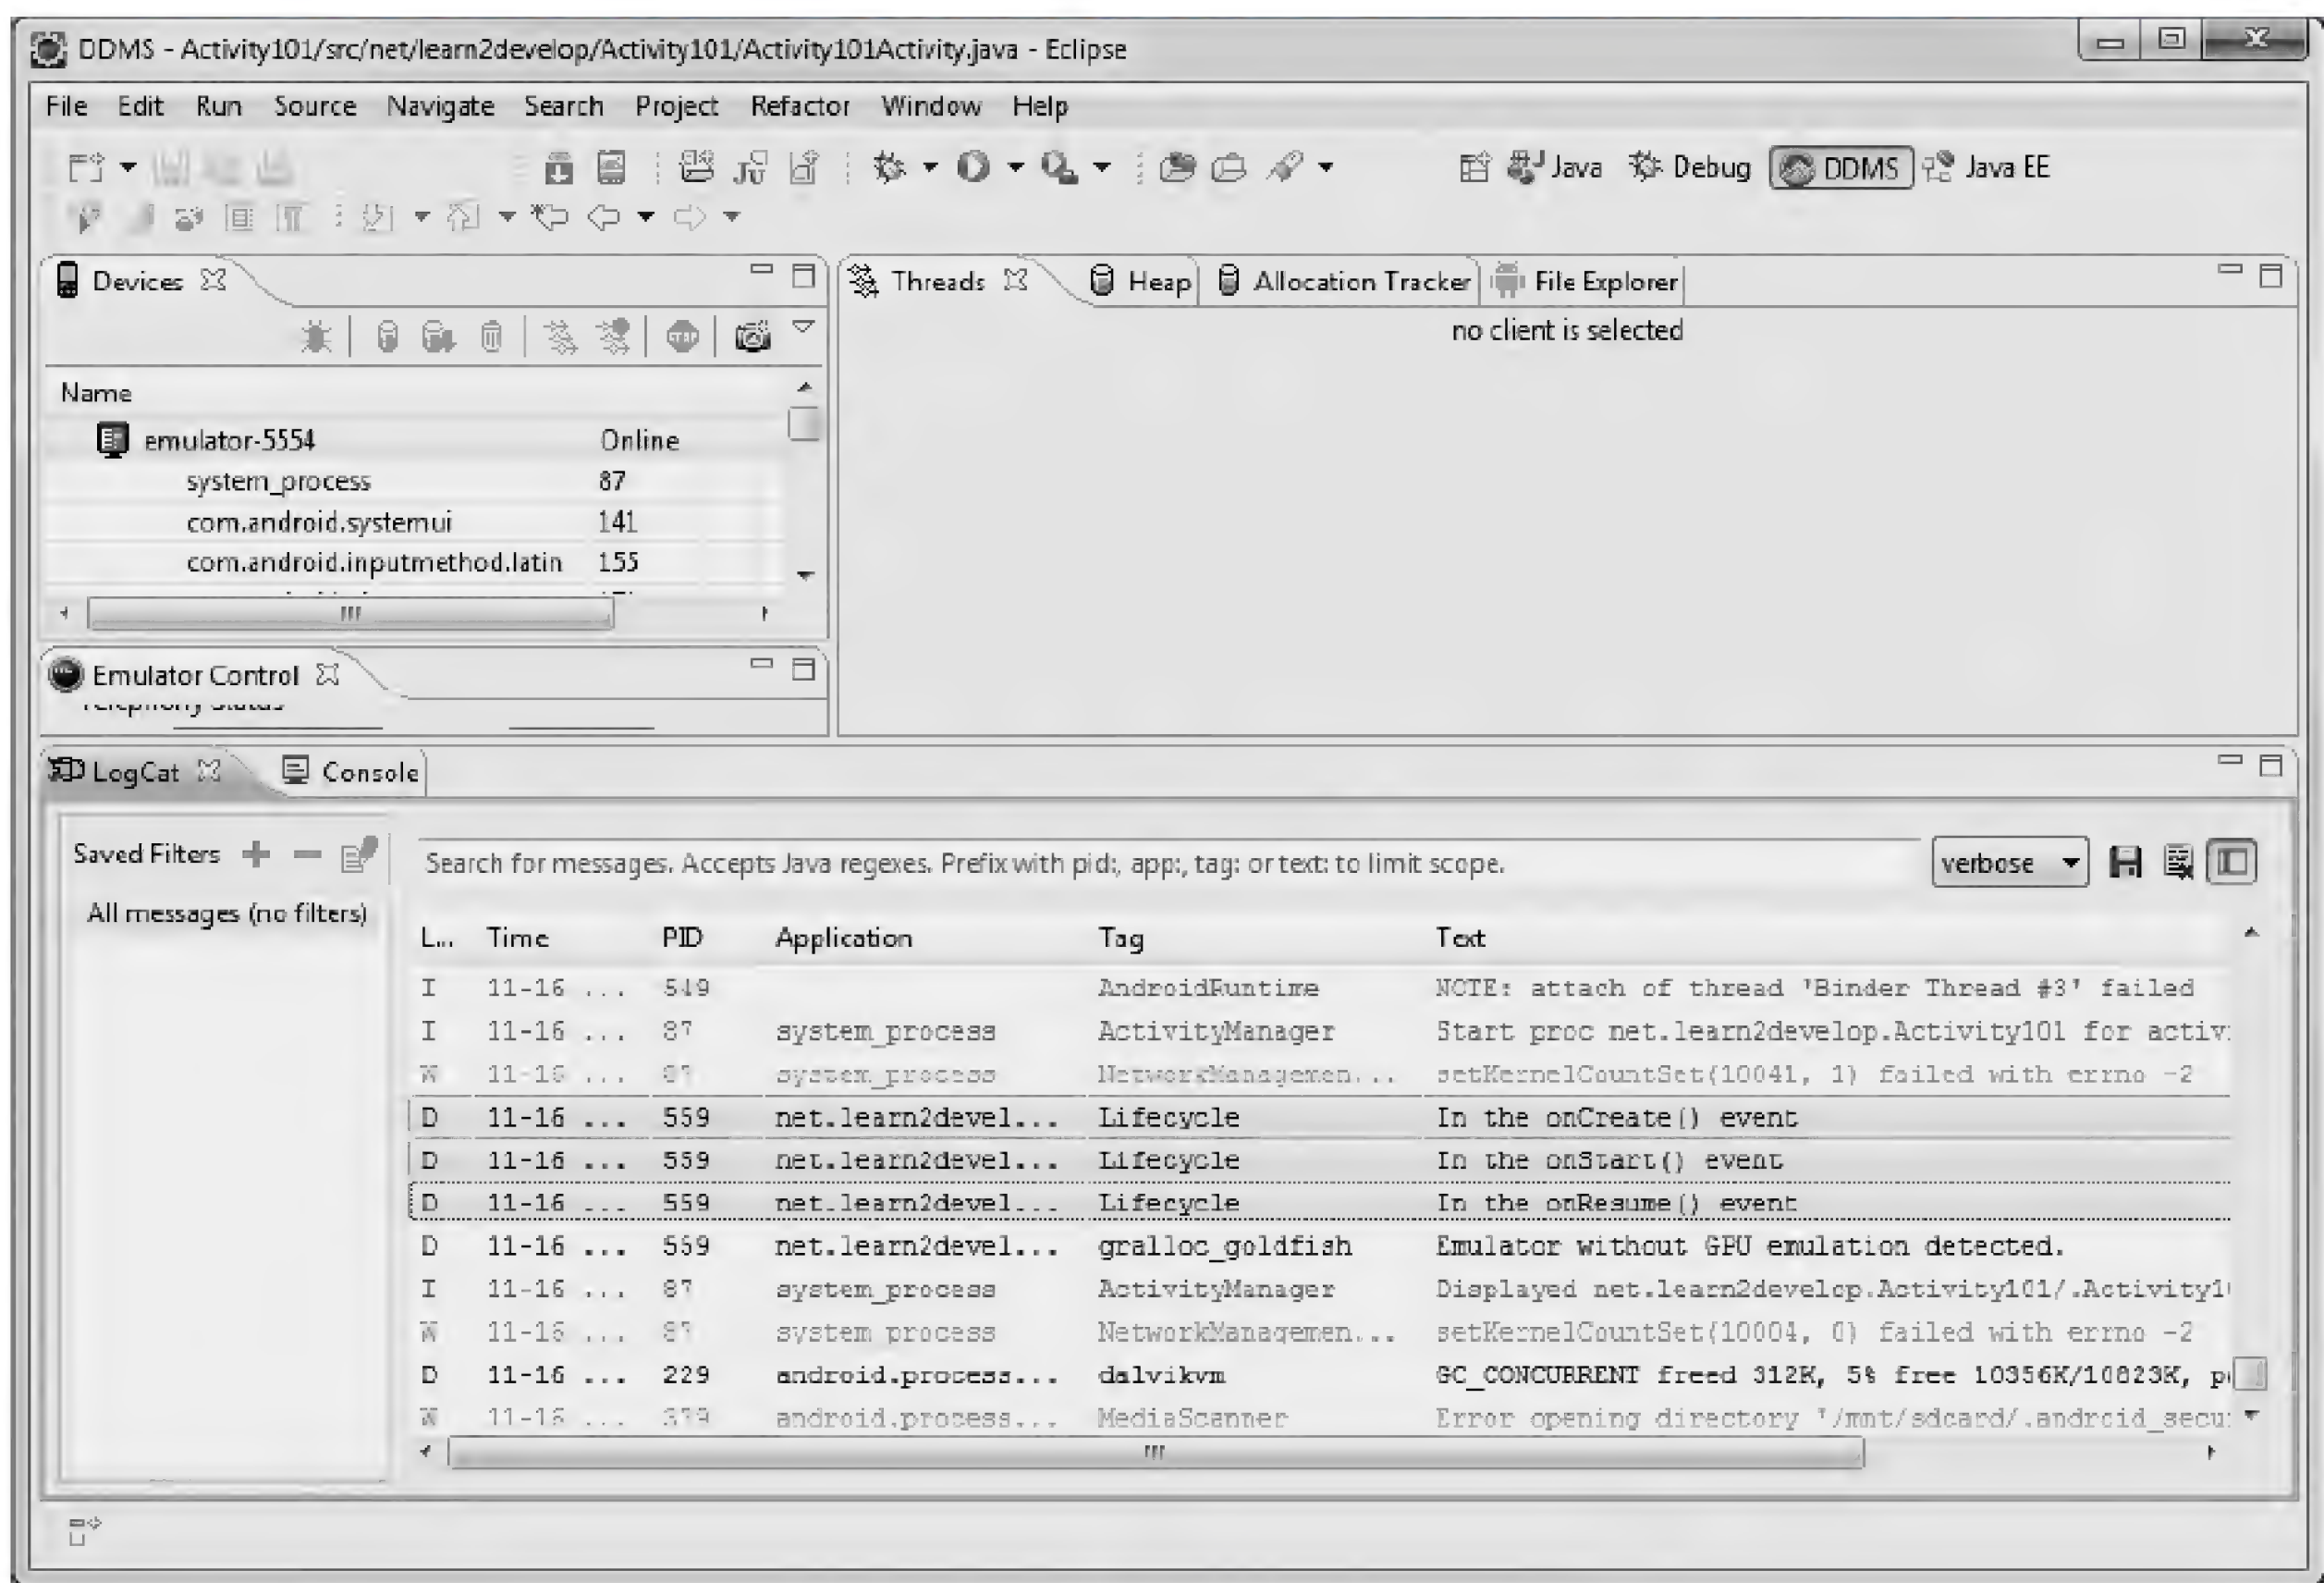 DDMS - Activity101/src/net/learn2develop/Activity101/Activity101Activity.java - Eclipse
File Edit Run Source Navigate Search Project Refactor Window Help
Java Debug DDMS Java EE
Devices
Threads Heap Allocation Tracker File Explorer
no client is selected
Name
emulator-5554 Online
system_process 87
com.android.systemui 141
com.android.inputmethod.latin 155
Emulator Control
Telephony Status
LogCat Console
Saved Filters
All messages (no filters)
Search for messages. Accepts Java regexes. Prefix with pid:, app:, tag: or text: to limit scope.
verbose
L... Time PID Application Tag Text
I 11-16 ... 549 AndroidRuntime NOTE: attach of thread 'Binder Thread #3' failed
I 11-16 ... 87 system_process ActivityManager Start proc net.learn2develop.Activity101 for activ
W 11-16 ... 87 system_process NetworkManagemen... setKernelCountSet(10041, 1) failed with errno -2
D 11-16 ... 559 net.learn2devel... Lifecycle In the onCreate() event
D 11-16 ... 559 net.learn2devel... Lifecycle In the onStart() event
D 11-16 ... 559 net.learn2devel... Lifecycle In the onResume() event
D 11-16 ... 559 net.learn2devel... gralloc_goldfish Emulator without GPU emulation detected.
I 11-16 ... 87 system_process ActivityManager Displayed net.learn2develop.Activity101/.Activity1
W 11-16 ... 87 system_process NetworkManagemen... setKernelCountSet(10004, 0) failed with errno -2
D 11-16 ... 229 android.process... dalvikvm GC_CONCURRENT freed 312K, 5% free 10356K/10823K, p
W 11-16 ... android.process... MediaScanner Error opening directory '/mnt/sdcard/.android_secu